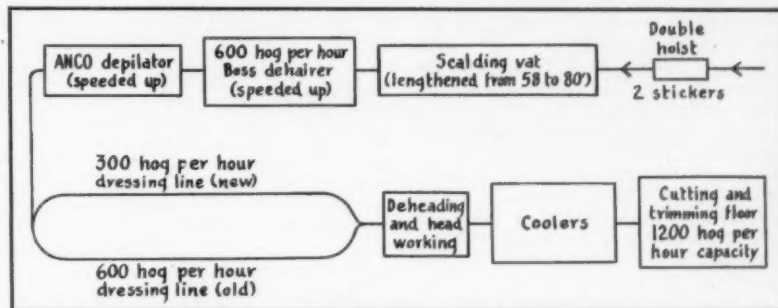 ANCO depilator
(speeded up)
600 hog per hour
Boss dehairer
(speeded up)
Scalding vat
(lengthened from 58 to 80')
Double
hoist
2 stickers
300 hog per hour
dressing line (new)
600 hog per hour
dressing line (old)
Deheading
and head
working
Coolers
Cutting and
trimming floor
1200 hog per
hour capacity